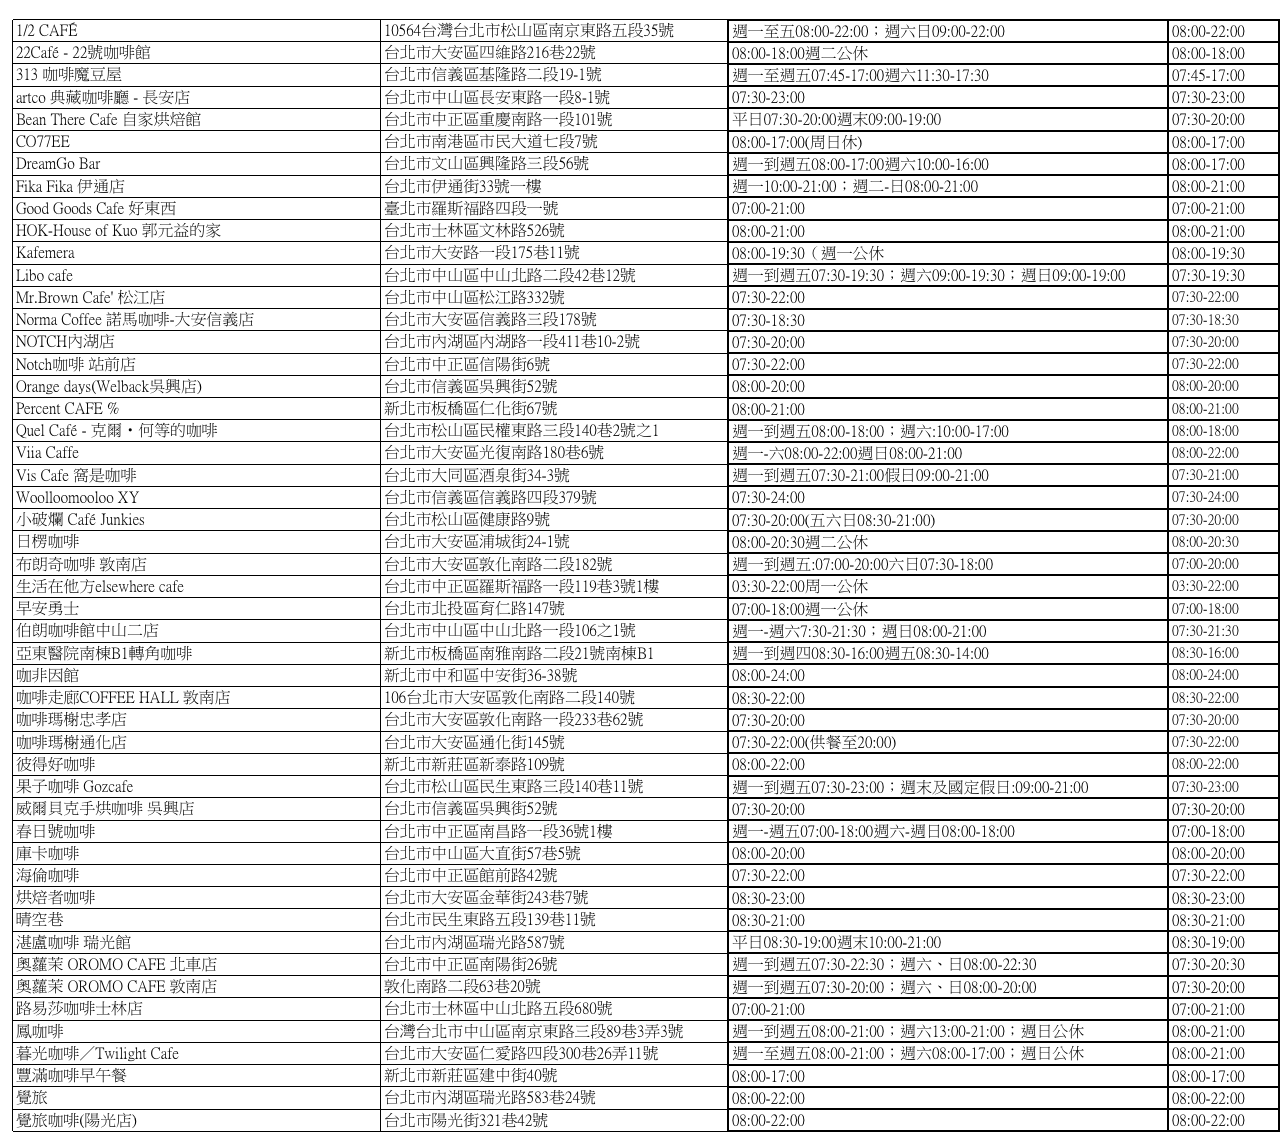 1/2 CAFÉ 10564台灣台北市松山區南京東路五段35號 週一至五08:00-22:00；週六日09:00-22:00 08:00-22:00
22Café - 22號咖啡館 台北市大安區四維路216巷22號 08:00-18:00週二公休 08:00-18:00
313 咖啡魔豆屋 台北市信義區基隆路二段19-1號 週一至週五07:45-17:00週六11:30-17:30 07:45-17:00
artco 典藏咖啡廳 - 長安店 台北市中山區長安東路一段8-1號 07:30-23:00 07:30-23:00
Bean There Cafe 自家烘焙館 台北市中正區重慶南路一段101號 平日07:30-20:00週末09:00-19:00 07:30-20:00
CO77EE 台北市南港區市民大道七段7號 08:00-17:00(周日休) 08:00-17:00
DreamGo Bar 台北市文山區興隆路三段56號 週一到週五08:00-17:00週六10:00-16:00 08:00-17:00
Fika Fika 伊通店 台北市伊通街33號一樓 週一10:00-21:00；週二-日08:00-21:00 08:00-21:00
Good Goods Cafe 好東西 臺北市羅斯福路四段一號 07:00-21:00 07:00-21:00
HOK-House of Kuo 郭元益的家 台北市士林區文林路526號 08:00-21:00 08:00-21:00
Kafemera 台北市大安路一段175巷11號 08:00-19:30（週一公休 08:00-19:30
Libo cafe 台北市中山區中山北路二段42巷12號 週一到週五07:30-19:30；週六09:00-19:30；週日09:00-19:00 07:30-19:30
Mr.Brown Cafe' 松江店 台北市中山區松江路332號 07:30-22:00 07:30-22:00
Norma Coffee 諾馬咖啡-大安信義店 台北市大安區信義路三段178號 07:30-18:30 07:30-18:30
NOTCH內湖店 台北市內湖區內湖路一段411巷10-2號 07:30-20:00 07:30-20:00
Notch咖啡 站前店 台北市中正區信陽街6號 07:30-22:00 07:30-22:00
Orange days(Welback吳興店) 台北市信義區吳興街52號 08:00-20:00 08:00-20:00
Percent CAFE % 新北市板橋區仁化街67號 08:00-21:00 08:00-21:00
Quel Café - 克爾・何等的咖啡 台北市松山區民權東路三段140巷2號之1 週一到週五08:00-18:00；週六:10:00-17:00 08:00-18:00
Viia Caffe 台北市大安區光復南路180巷6號 週一-六08:00-22:00週日08:00-21:00 08:00-22:00
Vis Cafe 窩是咖啡 台北市大同區酒泉街34-3號 週一到週五07:30-21:00假日09:00-21:00 07:30-21:00
Woolloomooloo XY 台北市信義區信義路四段379號 07:30-24:00 07:30-24:00
小破爛 Café Junkies 台北市松山區健康路9號 07:30-20:00(五六日08:30-21:00) 07:30-20:00
日楞咖啡 台北市大安區浦城街24-1號 08:00-20:30週二公休 08:00-20:30
布朗奇咖啡 敦南店 台北市大安區敦化南路二段182號 週一到週五:07:00-20:00六日07:30-18:00 07:00-20:00
生活在他方elsewhere cafe 台北市中正區羅斯福路一段119巷3號1樓 03:30-22:00周一公休 03:30-22:00
早安勇士 台北市北投區育仁路147號 07:00-18:00週一公休 07:00-18:00
伯朗咖啡館中山二店 台北市中山區中山北路一段106之1號 週一-週六7:30-21:30；週日08:00-21:00 07:30-21:30
亞東醫院南棟B1轉角咖啡 新北市板橋區南雅南路二段21號南棟B1 週一到週四08:30-16:00週五08:30-14:00 08:30-16:00
咖非因館 新北市中和區中安街36-38號 08:00-24:00 08:00-24:00
咖啡走廊COFFEE HALL 敦南店 106台北市大安區敦化南路二段140號 08:30-22:00 08:30-22:00
咖啡瑪榭忠孝店 台北市大安區敦化南路一段233巷62號 07:30-20:00 07:30-20:00
咖啡瑪榭通化店 台北市大安區通化街145號 07:30-22:00(供餐至20:00) 07:30-22:00
彼得好咖啡 新北市新莊區新泰路109號 08:00-22:00 08:00-22:00
果子咖啡 Gozcafe 台北市松山區民生東路三段140巷11號 週一到週五07:30-23:00；週末及國定假日:09:00-21:00 07:30-23:00
威爾貝克手烘咖啡 吳興店 台北市信義區吳興街52號 07:30-20:00 07:30-20:00
春日號咖啡 台北市中正區南昌路一段36號1樓 週一-週五07:00-18:00週六-週日08:00-18:00 07:00-18:00
庫卡咖啡 台北市中山區大直街57巷5號 08:00-20:00 08:00-20:00
海倫咖啡 台北市中正區館前路42號 07:30-22:00 07:30-22:00
烘焙者咖啡 台北市大安區金華街243巷7號 08:30-23:00 08:30-23:00
晴空巷 台北市民生東路五段139巷11號 08:30-21:00 08:30-21:00
湛盧咖啡 瑞光館 台北市內湖區瑞光路587號 平日08:30-19:00週末10:00-21:00 08:30-19:00
奧蘿茉 OROMO CAFE 北車店 台北市中正區南陽街26號 週一到週五07:30-22:30；週六、日08:00-22:30 07:30-20:30
奧蘿茉 OROMO CAFE 敦南店 敦化南路二段63巷20號 週一到週五07:30-20:00；週六、日08:00-20:00 07:30-20:00
路易莎咖啡士林店 台北市士林區中山北路五段680號 07:00-21:00 07:00-21:00
鳳咖啡 台灣台北市中山區南京東路三段89巷3弄3號 週一到週五08:00-21:00；週六13:00-21:00；週日公休 08:00-21:00
暮光咖啡／Twilight Cafe 台北市大安區仁愛路四段300巷26弄11號 週一至週五08:00-21:00；週六08:00-17:00；週日公休 08:00-21:00
豐滿咖啡早午餐 新北市新莊區建中街40號 08:00-17:00 08:00-17:00
覺旅 台北市內湖區瑞光路583巷24號 08:00-22:00 08:00-22:00
覺旅咖啡(陽光店) 台北市陽光街321巷42號 08:00-22:00 08:00-22:00